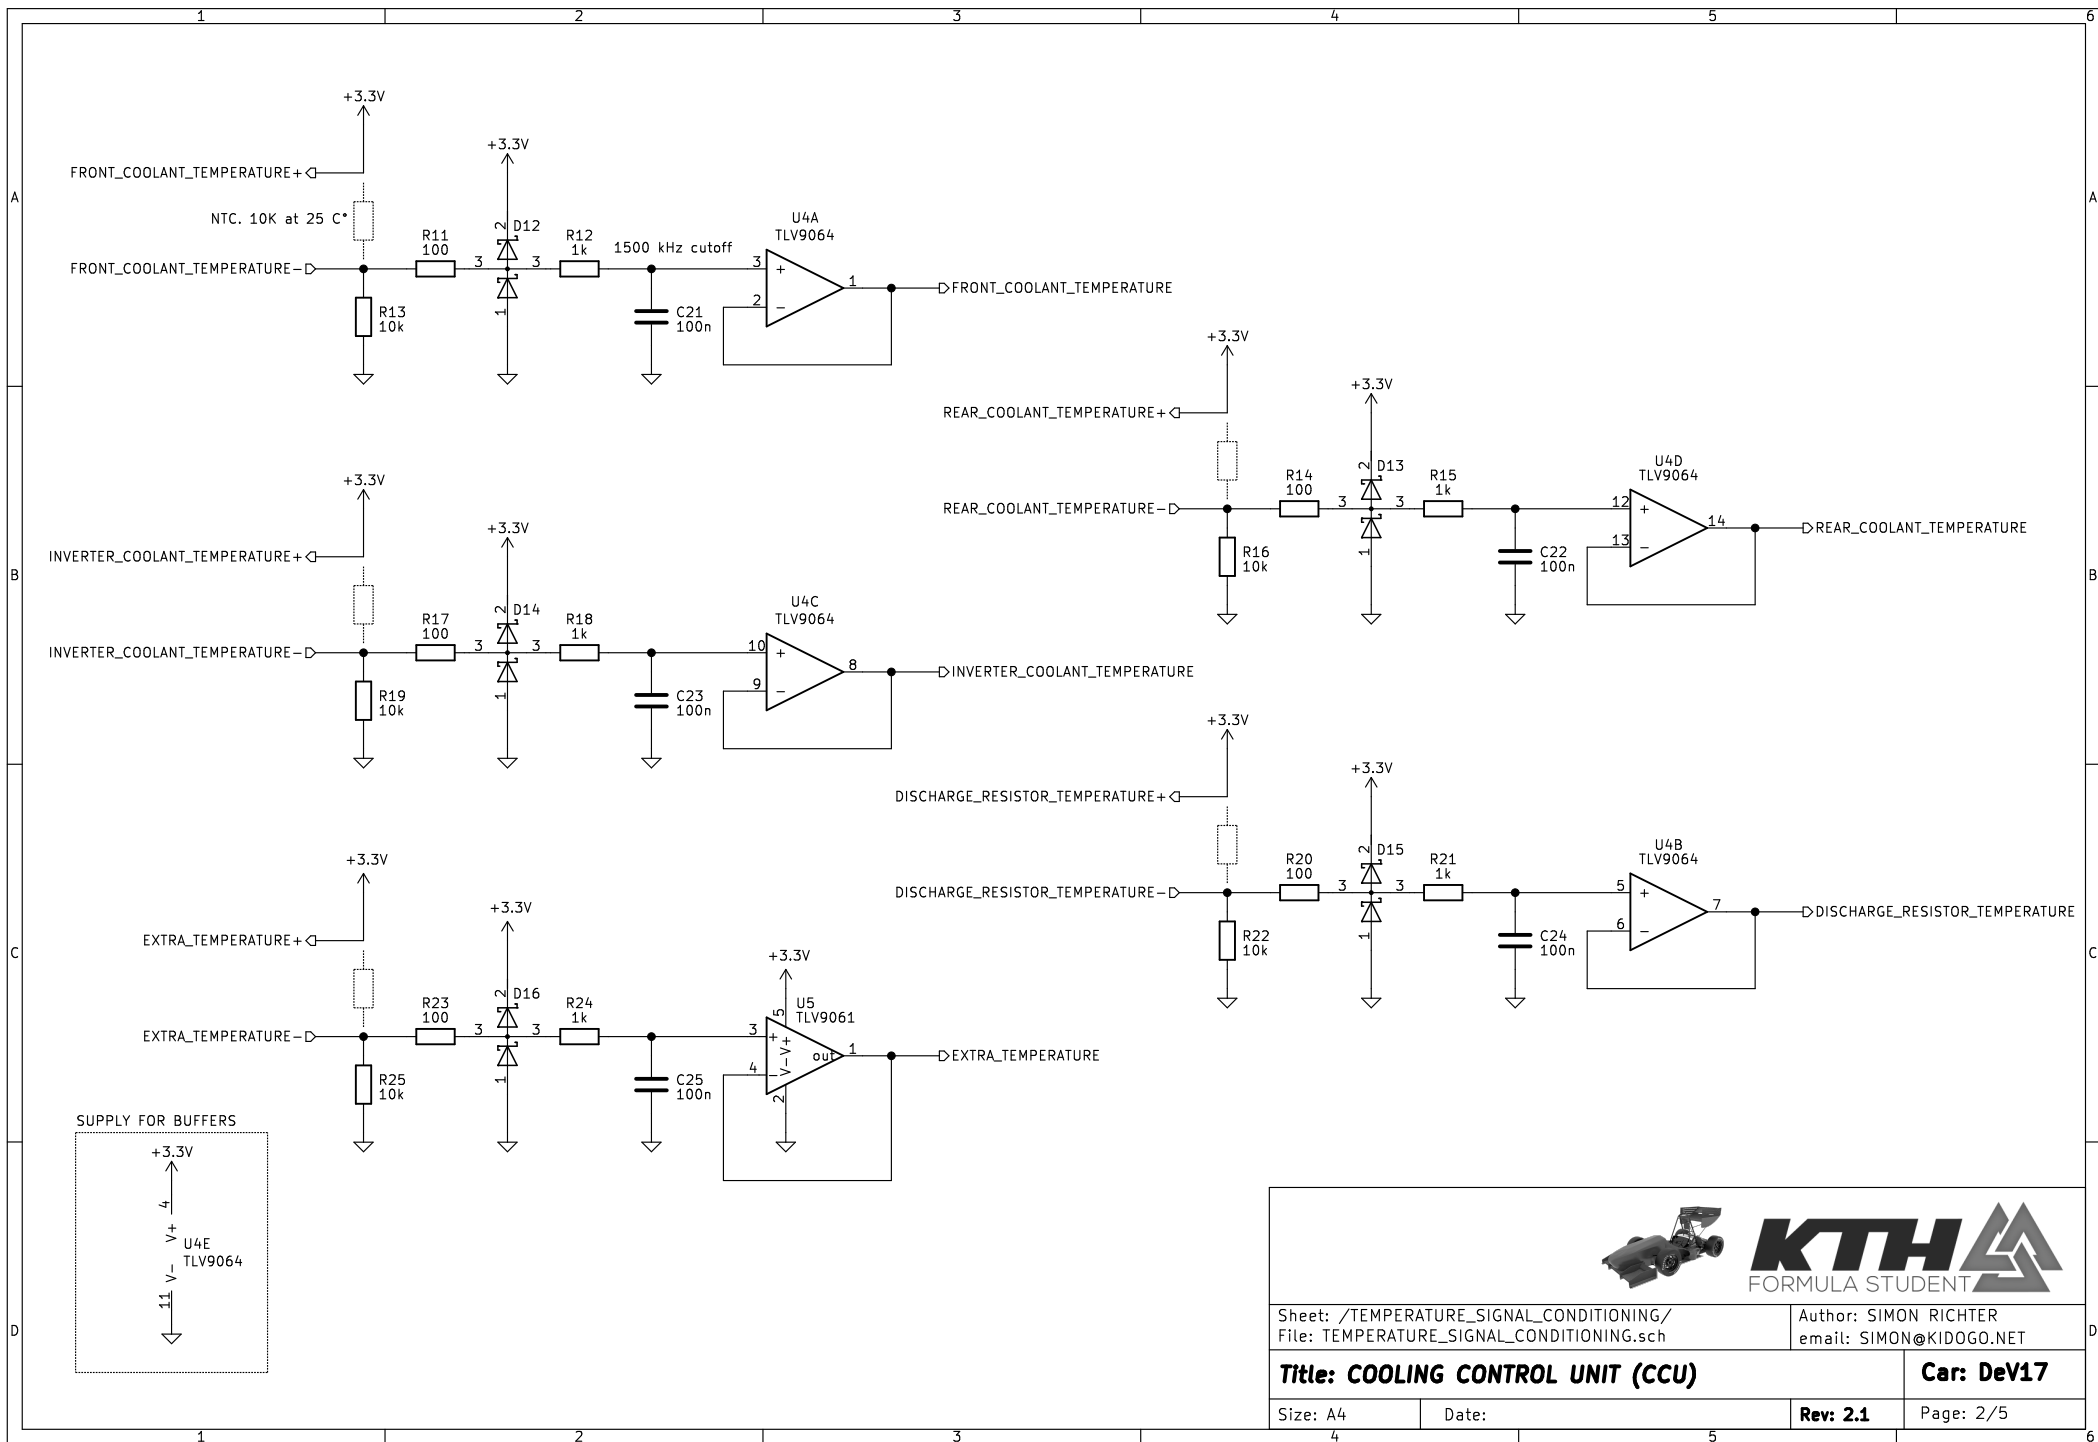 1 2 3 4 5 6
A A
B B
C C
D D
+3.3V
FRONT_COOLANT_TEMPERATURE+
NTC. 10K at 25 C°
FRONT_COOLANT_TEMPERATURE-
R13
10k
R11
100
+3.3V
2 D12
3 3
1
R12
1k
1500 kHz cutoff
C21
100n
U4A
TLV9064
3 +
2 -
1
FRONT_COOLANT_TEMPERATURE
+3.3V
REAR_COOLANT_TEMPERATURE+
REAR_COOLANT_TEMPERATURE-
R16
10k
R14
100
+3.3V
2 D13
3 3
1
R15
1k
C22
100n
U4D
TLV9064
12 +
13 -
14
REAR_COOLANT_TEMPERATURE
+3.3V
INVERTER_COOLANT_TEMPERATURE+
INVERTER_COOLANT_TEMPERATURE-
R19
10k
R17
100
+3.3V
2 D14
3 3
1
R18
1k
C23
100n
U4C
TLV9064
10 +
9 -
8
INVERTER_COOLANT_TEMPERATURE
+3.3V
DISCHARGE_RESISTOR_TEMPERATURE+
DISCHARGE_RESISTOR_TEMPERATURE-
R22
10k
R20
100
+3.3V
2 D15
3 3
1
R21
1k
C24
100n
U4B
TLV9064
5 +
6 -
7
DISCHARGE_RESISTOR_TEMPERATURE
+3.3V
EXTRA_TEMPERATURE+
EXTRA_TEMPERATURE-
R25
10k
R23
100
+3.3V
2 D16
3 3
1
R24
1k
C25
100n
+3.3V
U5
TLV9061
5
3 +
4 -
V- V+
out 1
2
EXTRA_TEMPERATURE
SUPPLY FOR BUFFERS
+3.3V
4
V+
U4E
TLV9064
V-
11
KTH
FORMULA STUDENT
Sheet: /TEMPERATURE_SIGNAL_CONDITIONING/
File: TEMPERATURE_SIGNAL_CONDITIONING.sch
Author: SIMON RICHTER
email: SIMON@KIDOGO.NET
Title: COOLING CONTROL UNIT (CCU)
Car: DeV17
Size: A4
Date:
Rev: 2.1
Page: 2/5
1 2 3 4 5 6